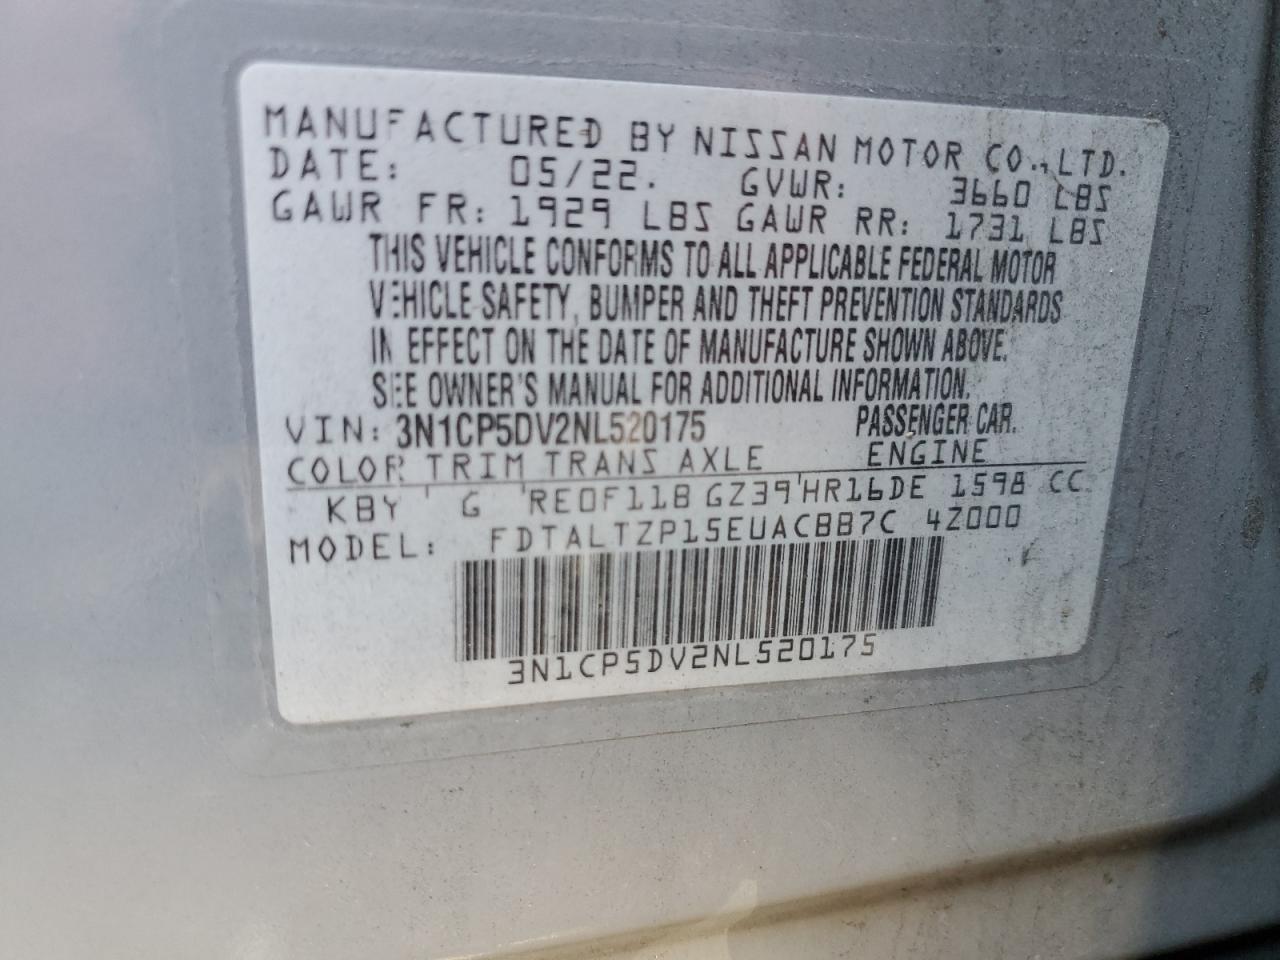 MANUFACTURED BY NISSAN MOTOR CO.,LTD.
DATE: 05/22. GVWR: 3660 LBS
GAWR FR: 1929 LBS GAWR RR: 1731 LBS
THIS VEHICLE CONFORMS TO ALL APPLICABLE FEDERAL MOTOR
VEHICLE SAFETY, BUMPER AND THEFT PREVENTION STANDARDS
IN EFFECT ON THE DATE OF MANUFACTURE SHOWN ABOVE.
SEE OWNER'S MANUAL FOR ADDITIONAL INFORMATION.
VIN: 3N1CP5DV2NL520175 PASSENGER CAR.
COLOR TRIM TRANS AXLE ENGINE
KBY ' G 'RE0F11B GZ39'HR16DE 1598 CC
MODEL: FDTALTZP15EUACBB7C 4Z000
3N1CP5DV2NL520175